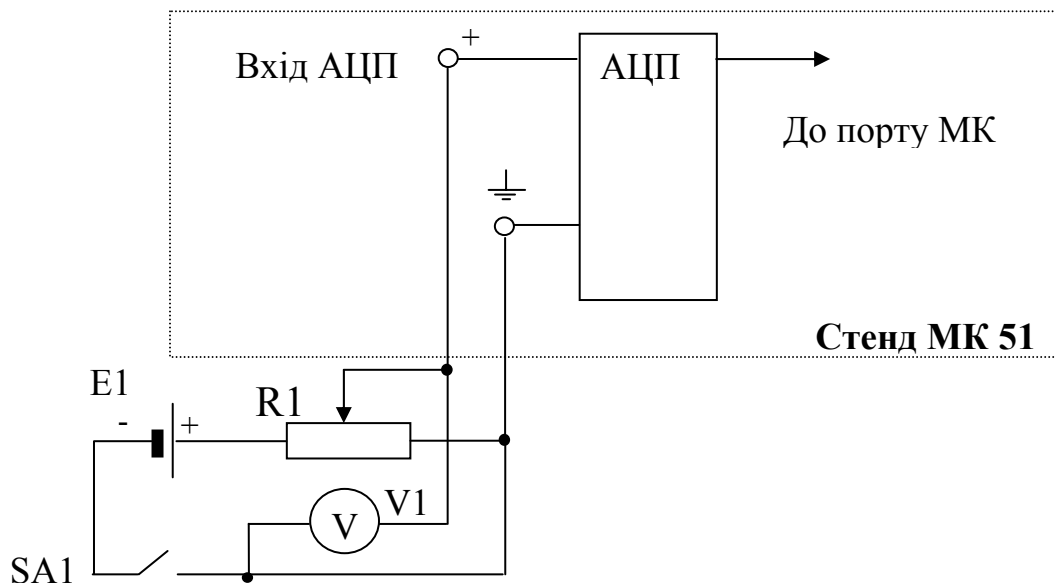 +
Вхід АЦП
АЦП
До порту МК
Стенд МК 51
E1
R1
-
+
V1
V
SA1